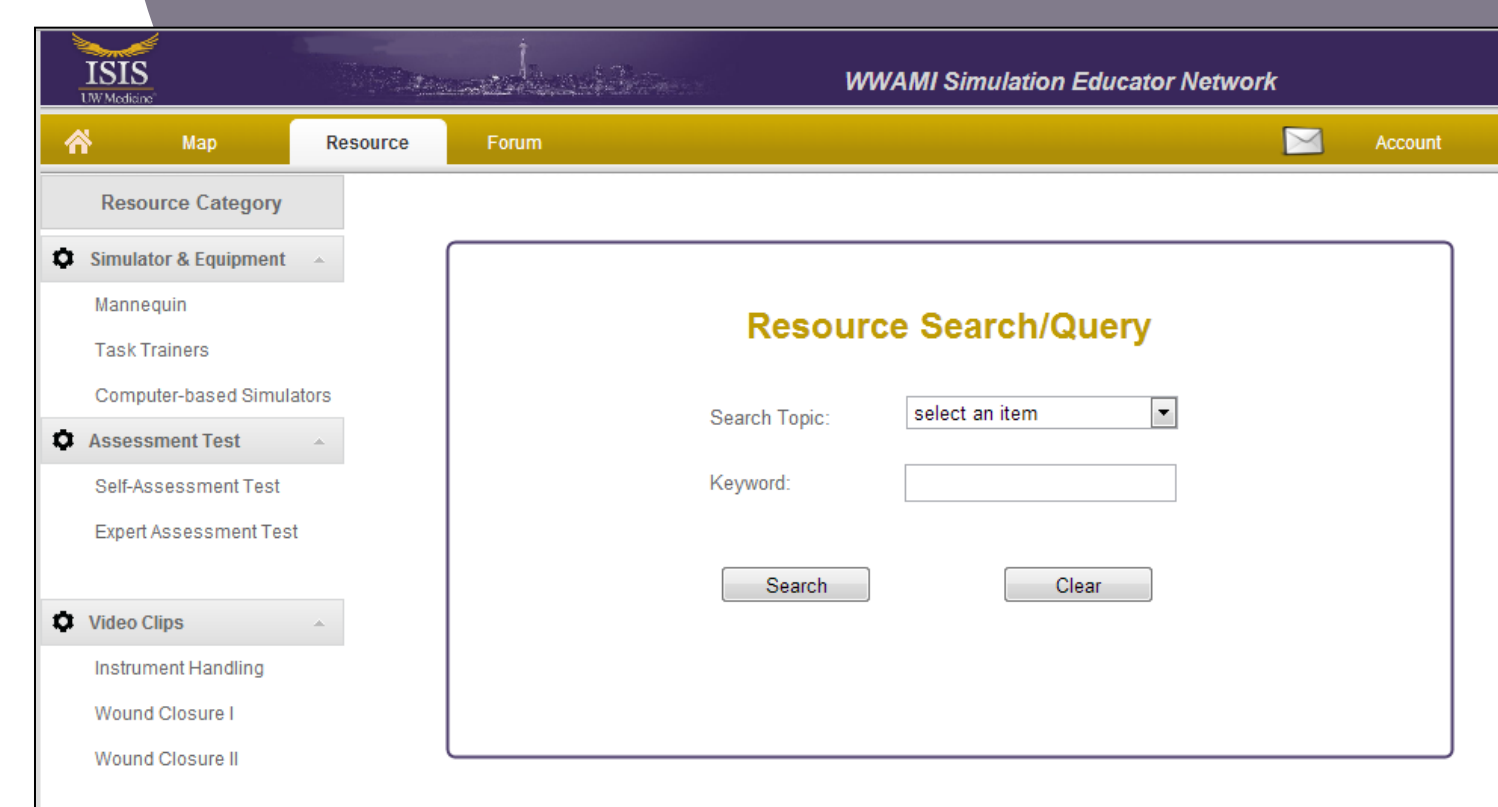 ISIS
UW Medicine
WWAMI Simulation Educator Network
Map Resource Forum Account
Resource Category
Simulator & Equipment
Mannequin
Task Trainers
Computer-based Simulators
Assessment Test
Self-Assessment Test
Expert Assessment Test
Video Clips
Instrument Handling
Wound Closure I
Wound Closure II
Resource Search/Query
Search Topic: select an item
Keyword:
Search Clear